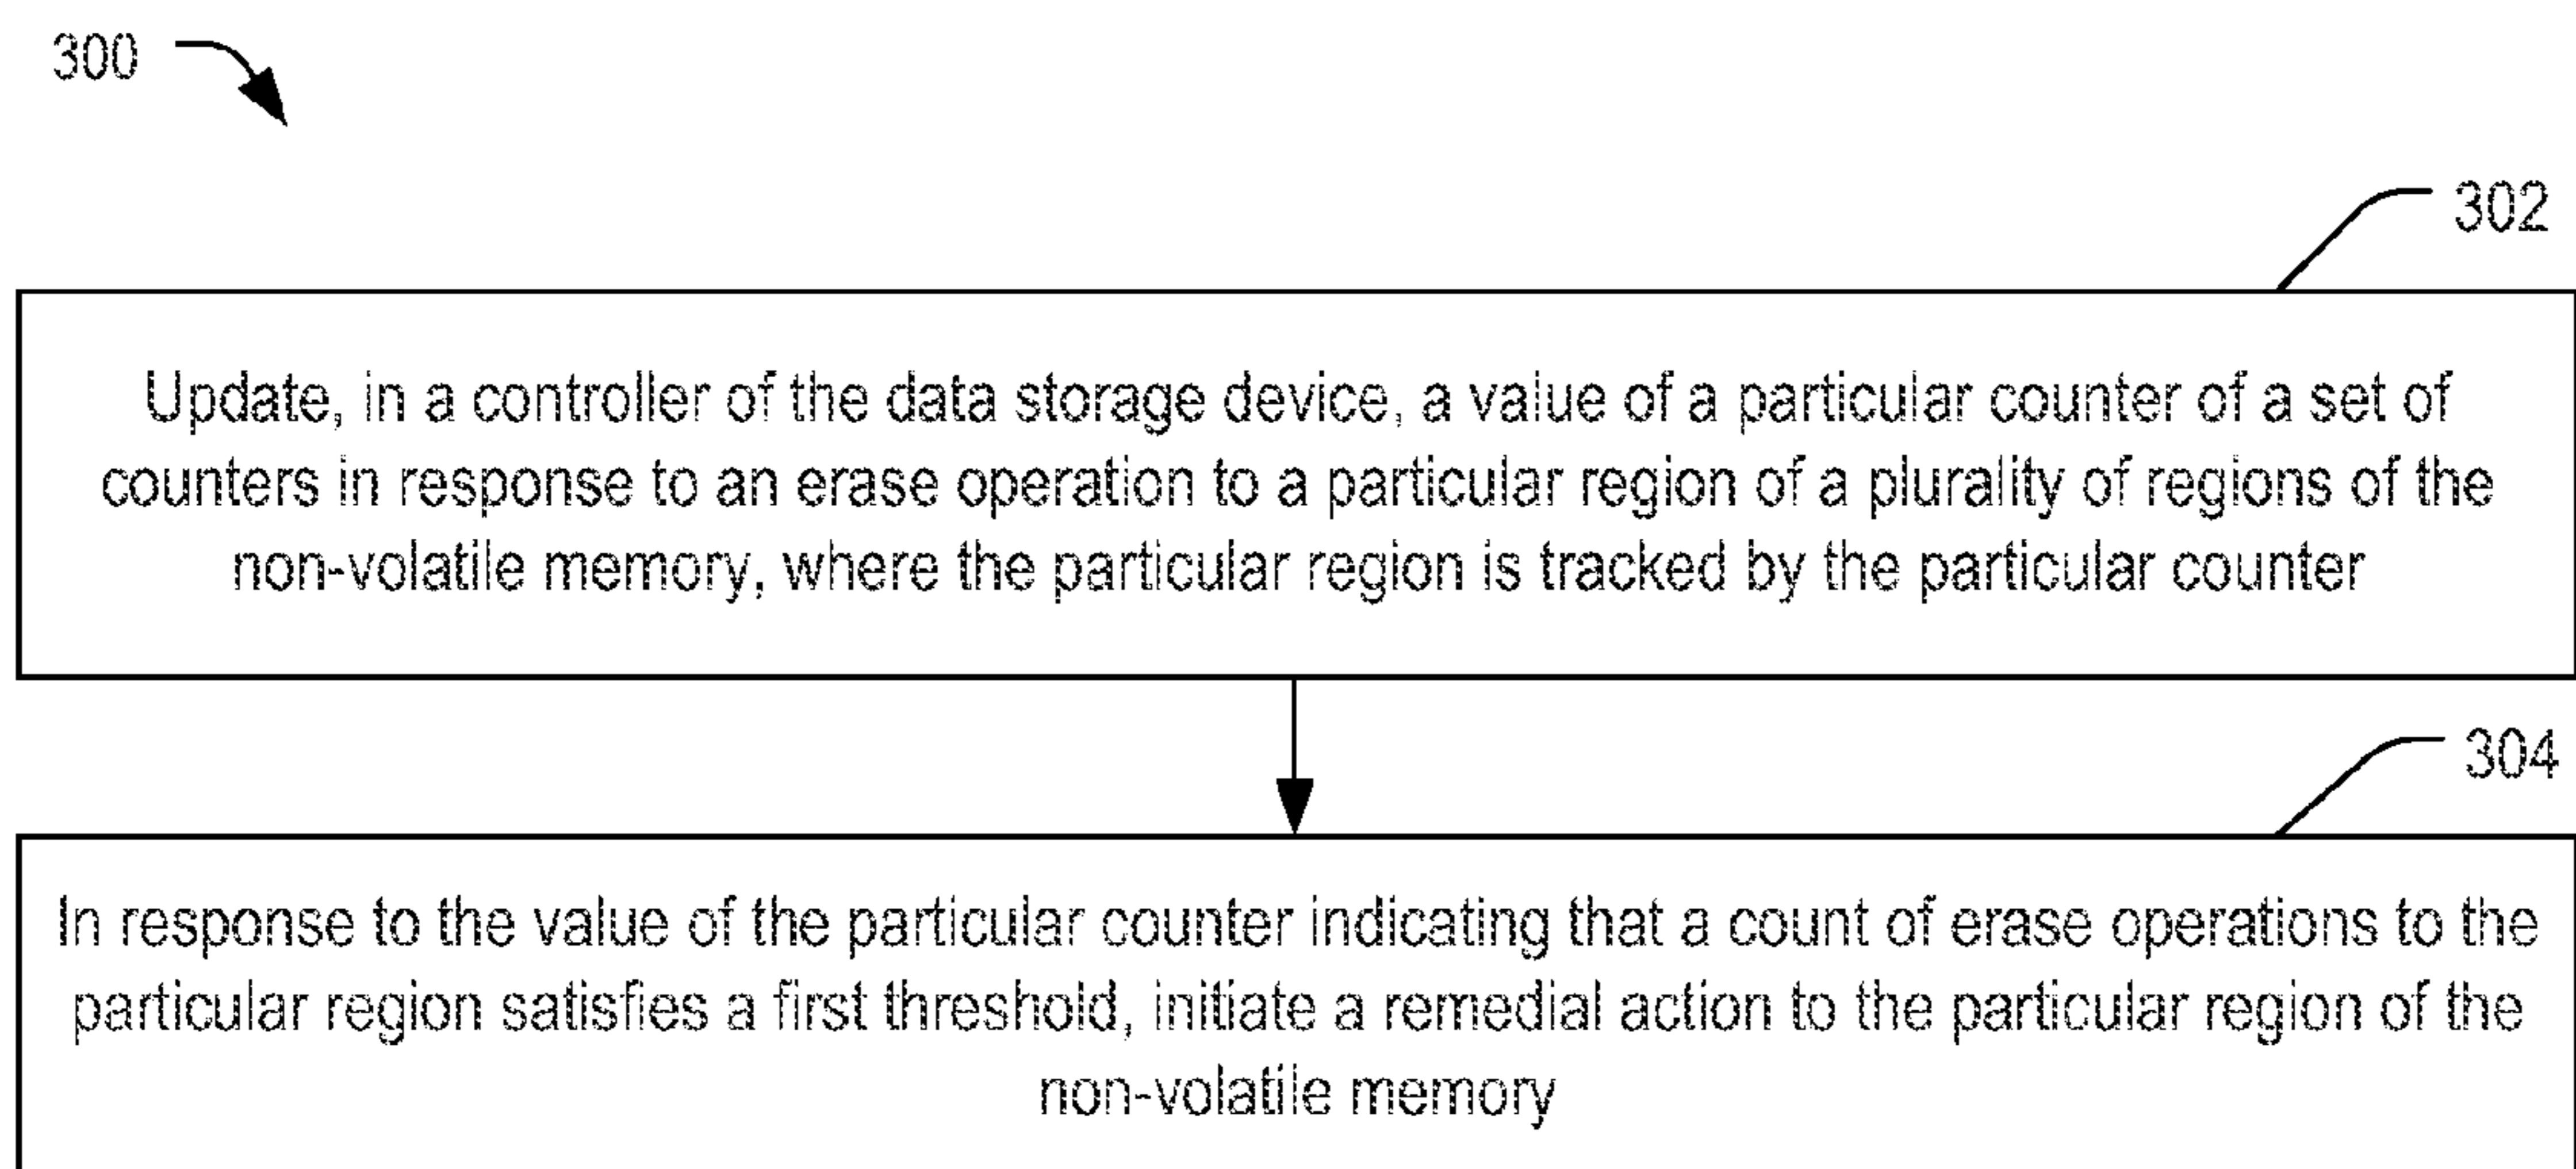 300
302
Update, in a controller of the data storage device, a value of a particular counter of a set of
counters in response to an erase operation to a particular region of a plurality of regions of the
non-volatile memory, where the particular region is tracked by the particular counter
304
In response to the value of the particular counter indicating that a count of erase operations to the
particular region satisfies a first threshold, initiate a remedial action to the particular region of the
non-volatile memory